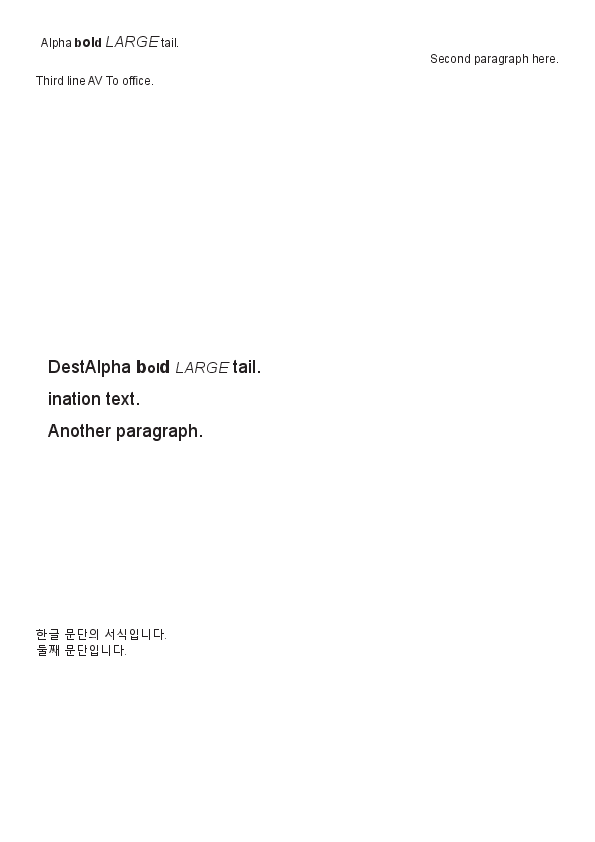 Alpha bold LARGE tail.
Second paragraph here.
Third line AV To office.
DestAlpha bold LARGE tail.
ination text.
Another paragraph.
한글 문단의 서식입니다.
둘째 문단입니다.